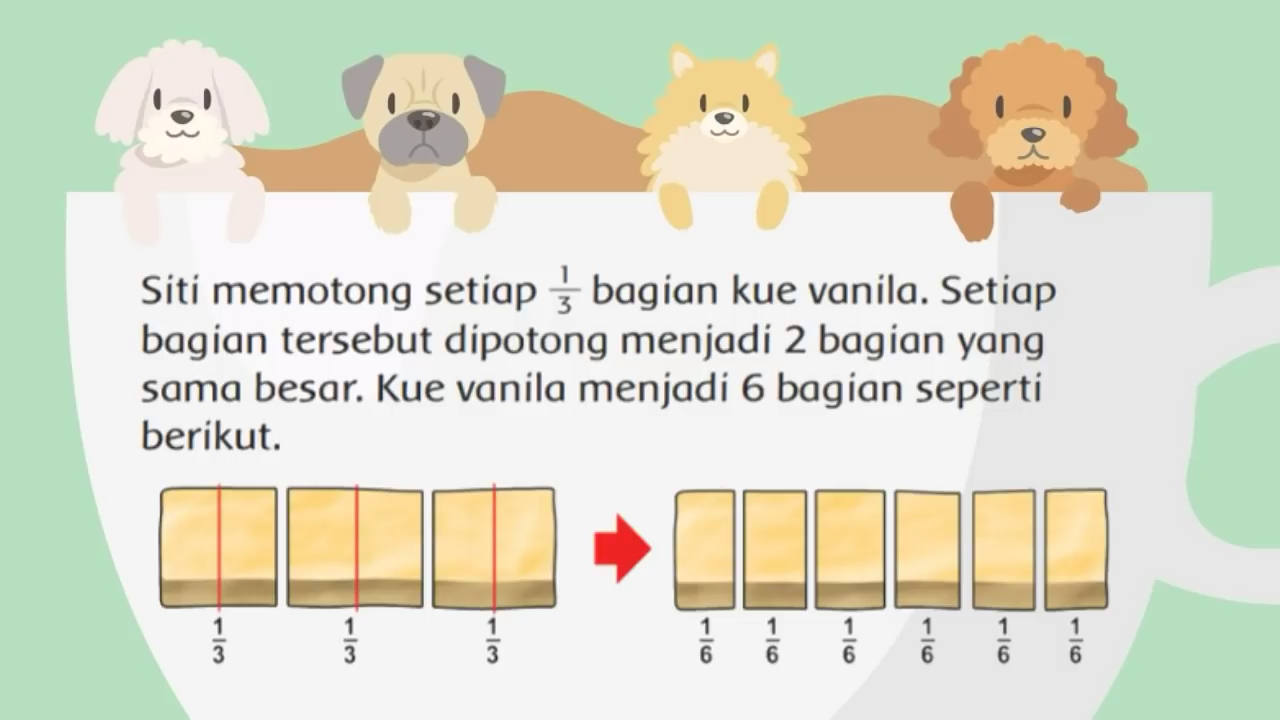 Siti memotong setiap 1/3 bagian kue vanila. Setiap
bagian tersebut dipotong menjadi 2 bagian yang
sama besar. Kue vanila menjadi 6 bagian seperti
berikut.
1/3 1/3 1/3 1/6 1/6 1/6 1/6 1/6 1/6